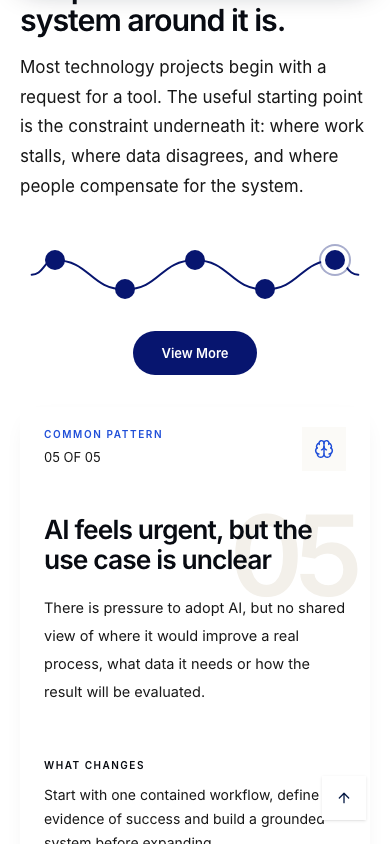 system around it is.
Most technology projects begin with a
request for a tool. The useful starting point
is the constraint underneath it: where work
stalls, where data disagrees, and where
people compensate for the system.
View More
COMMON PATTERN
05 OF 05
05
AI feels urgent, but the
use case is unclear
There is pressure to adopt AI, but no shared
view of where it would improve a real
process, what data it needs or how the
result will be evaluated.
WHAT CHANGES
Start with one contained workflow, define
evidence of success and build a grounded
system before expanding